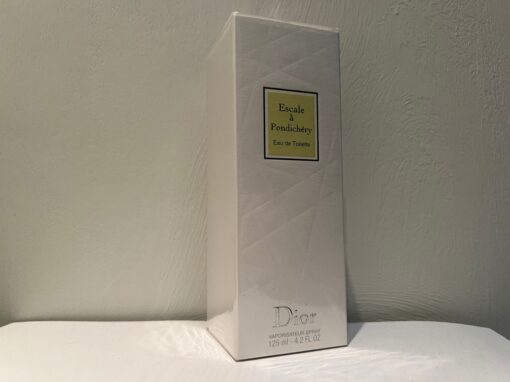 Escale
à
Pondichéry
Eau de Toilette
Dior
VAPORISATEUR SPRAY
125 ml - 4.2 FL.OZ